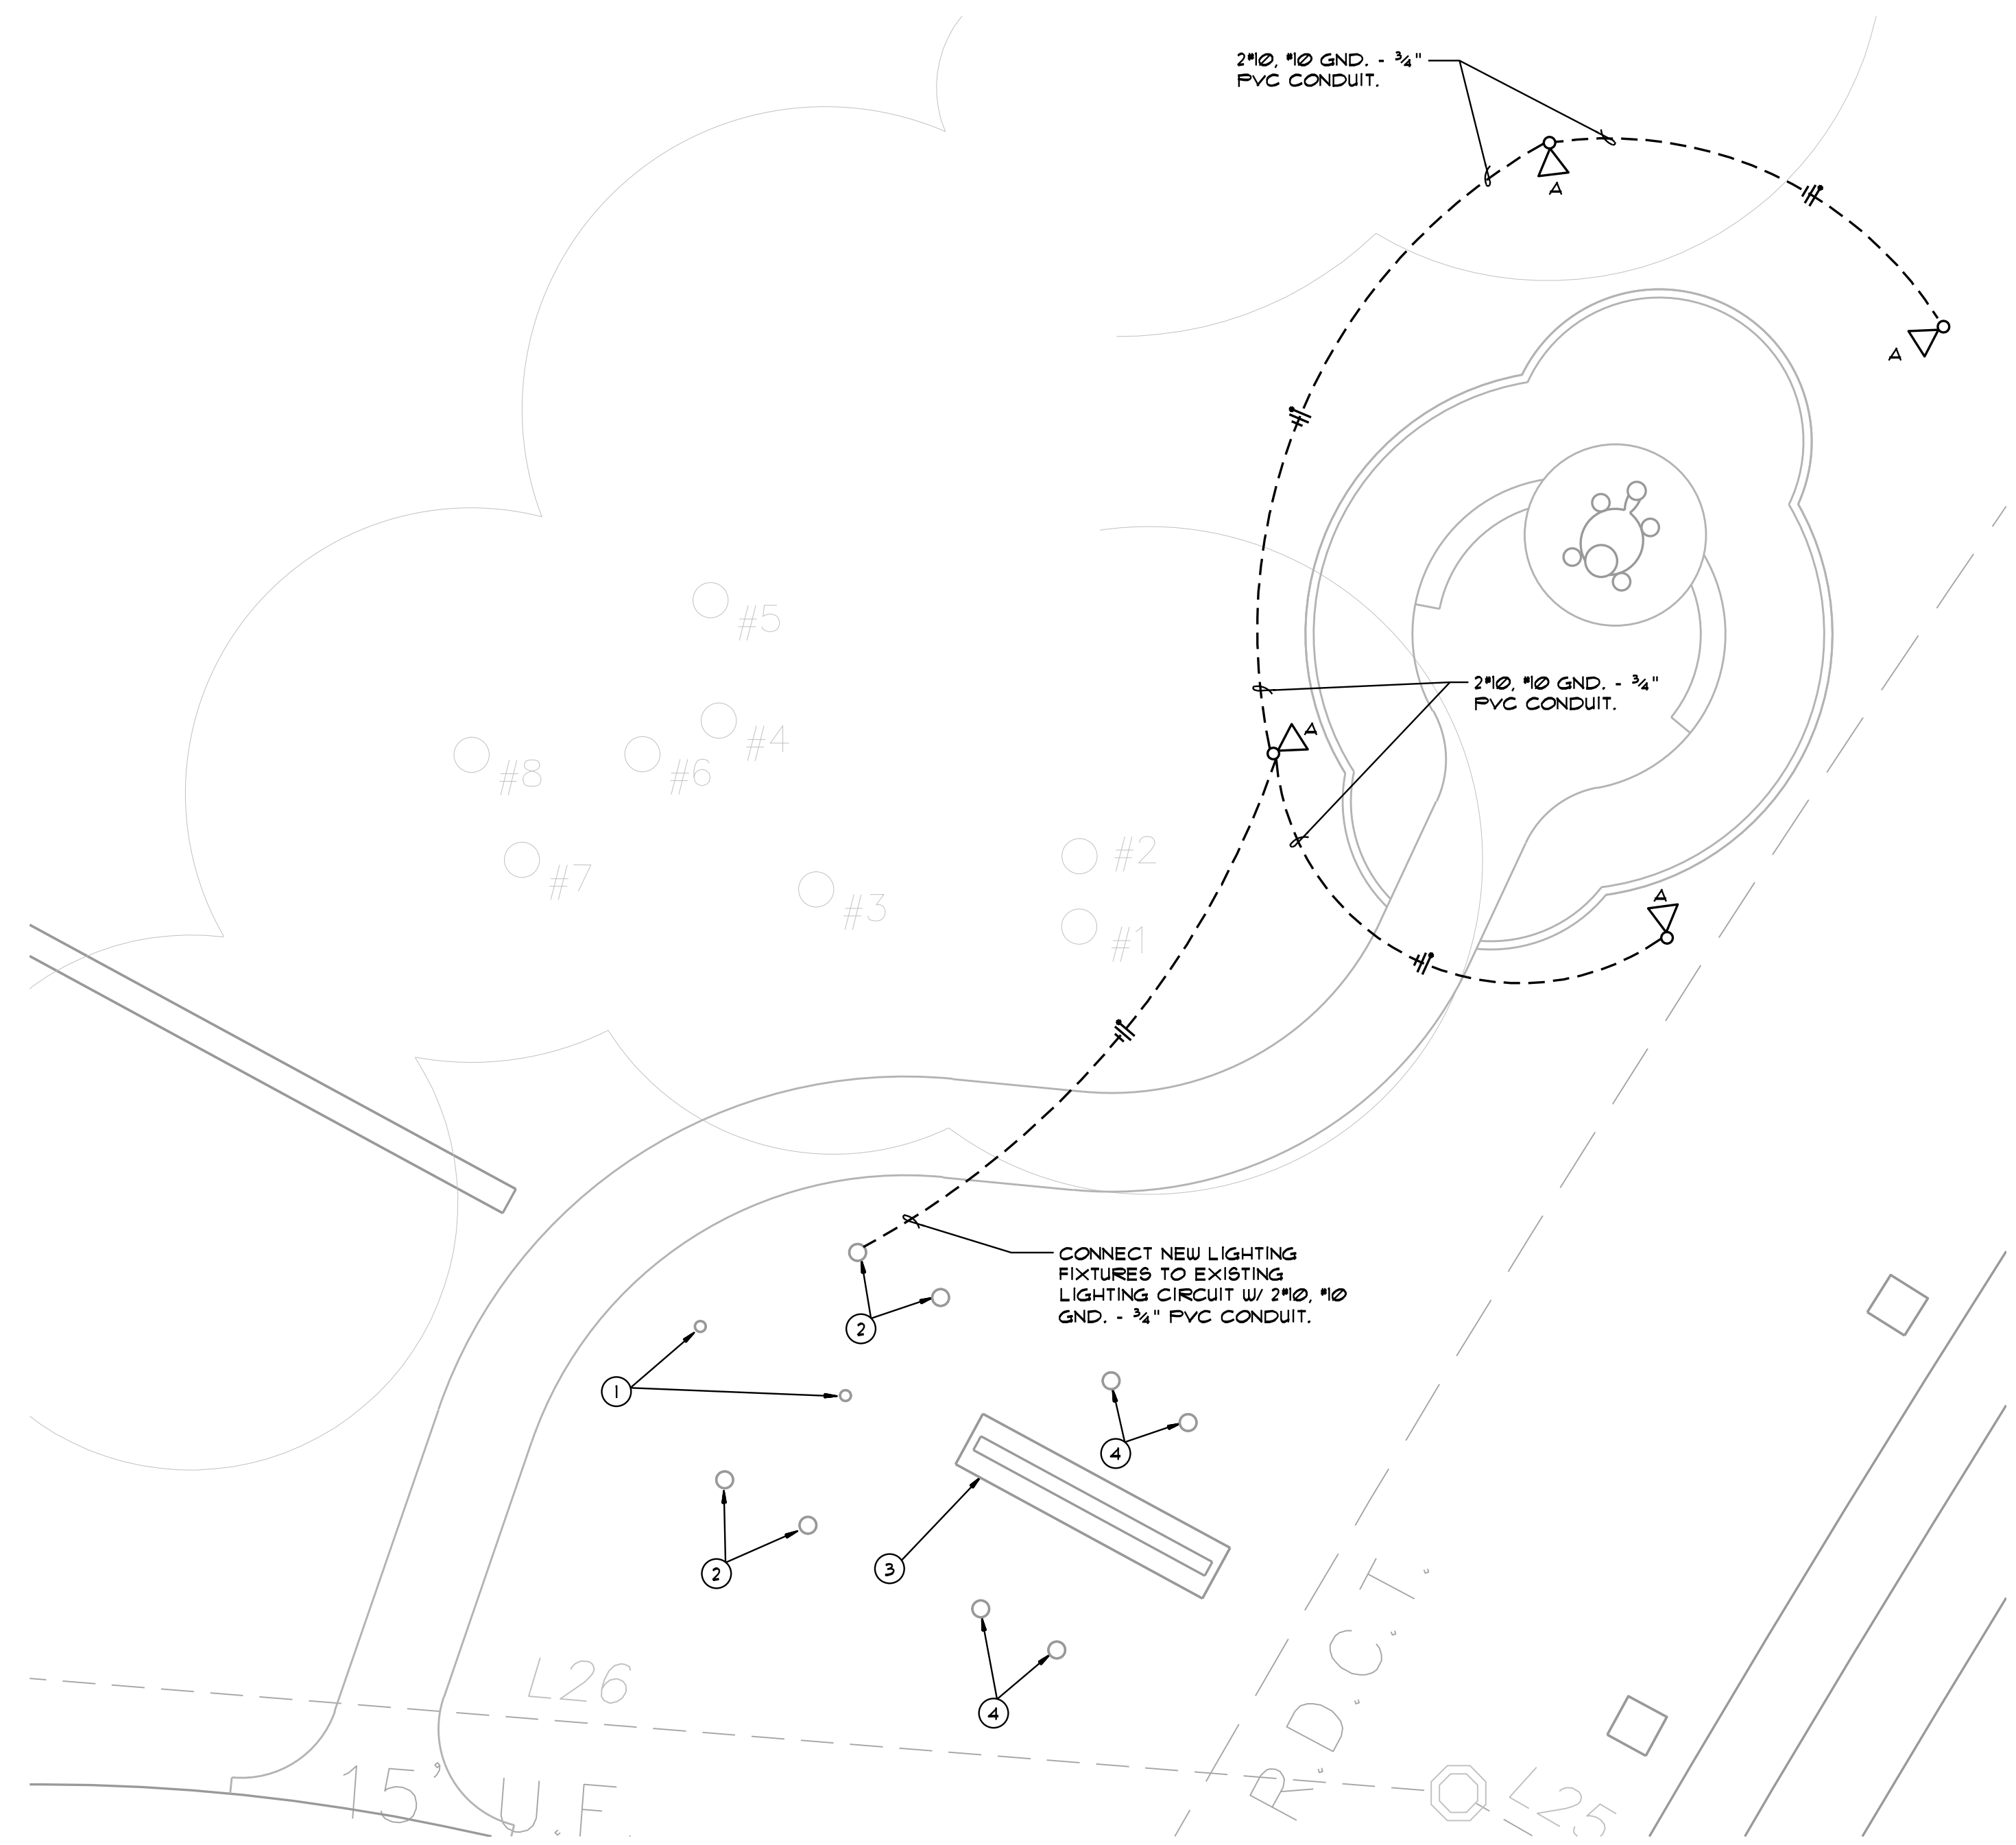 2#10, #10 GND. - 3/4"
PVC CONDUIT.
A
A
2#10, #10 GND. - 3/4"
PVC CONDUIT.
A
A
#5
#4
#8
#6
#7
#3
#2
#1
CONNECT NEW LIGHTING
FIXTURES TO EXISTING
LIGHTING CIRCUIT W/ 2#10, #10
GND. - 3/4" PVC CONDUIT.
2
1
4
2
3
4
L26
15' U.E.
R.D.C.T.
L25